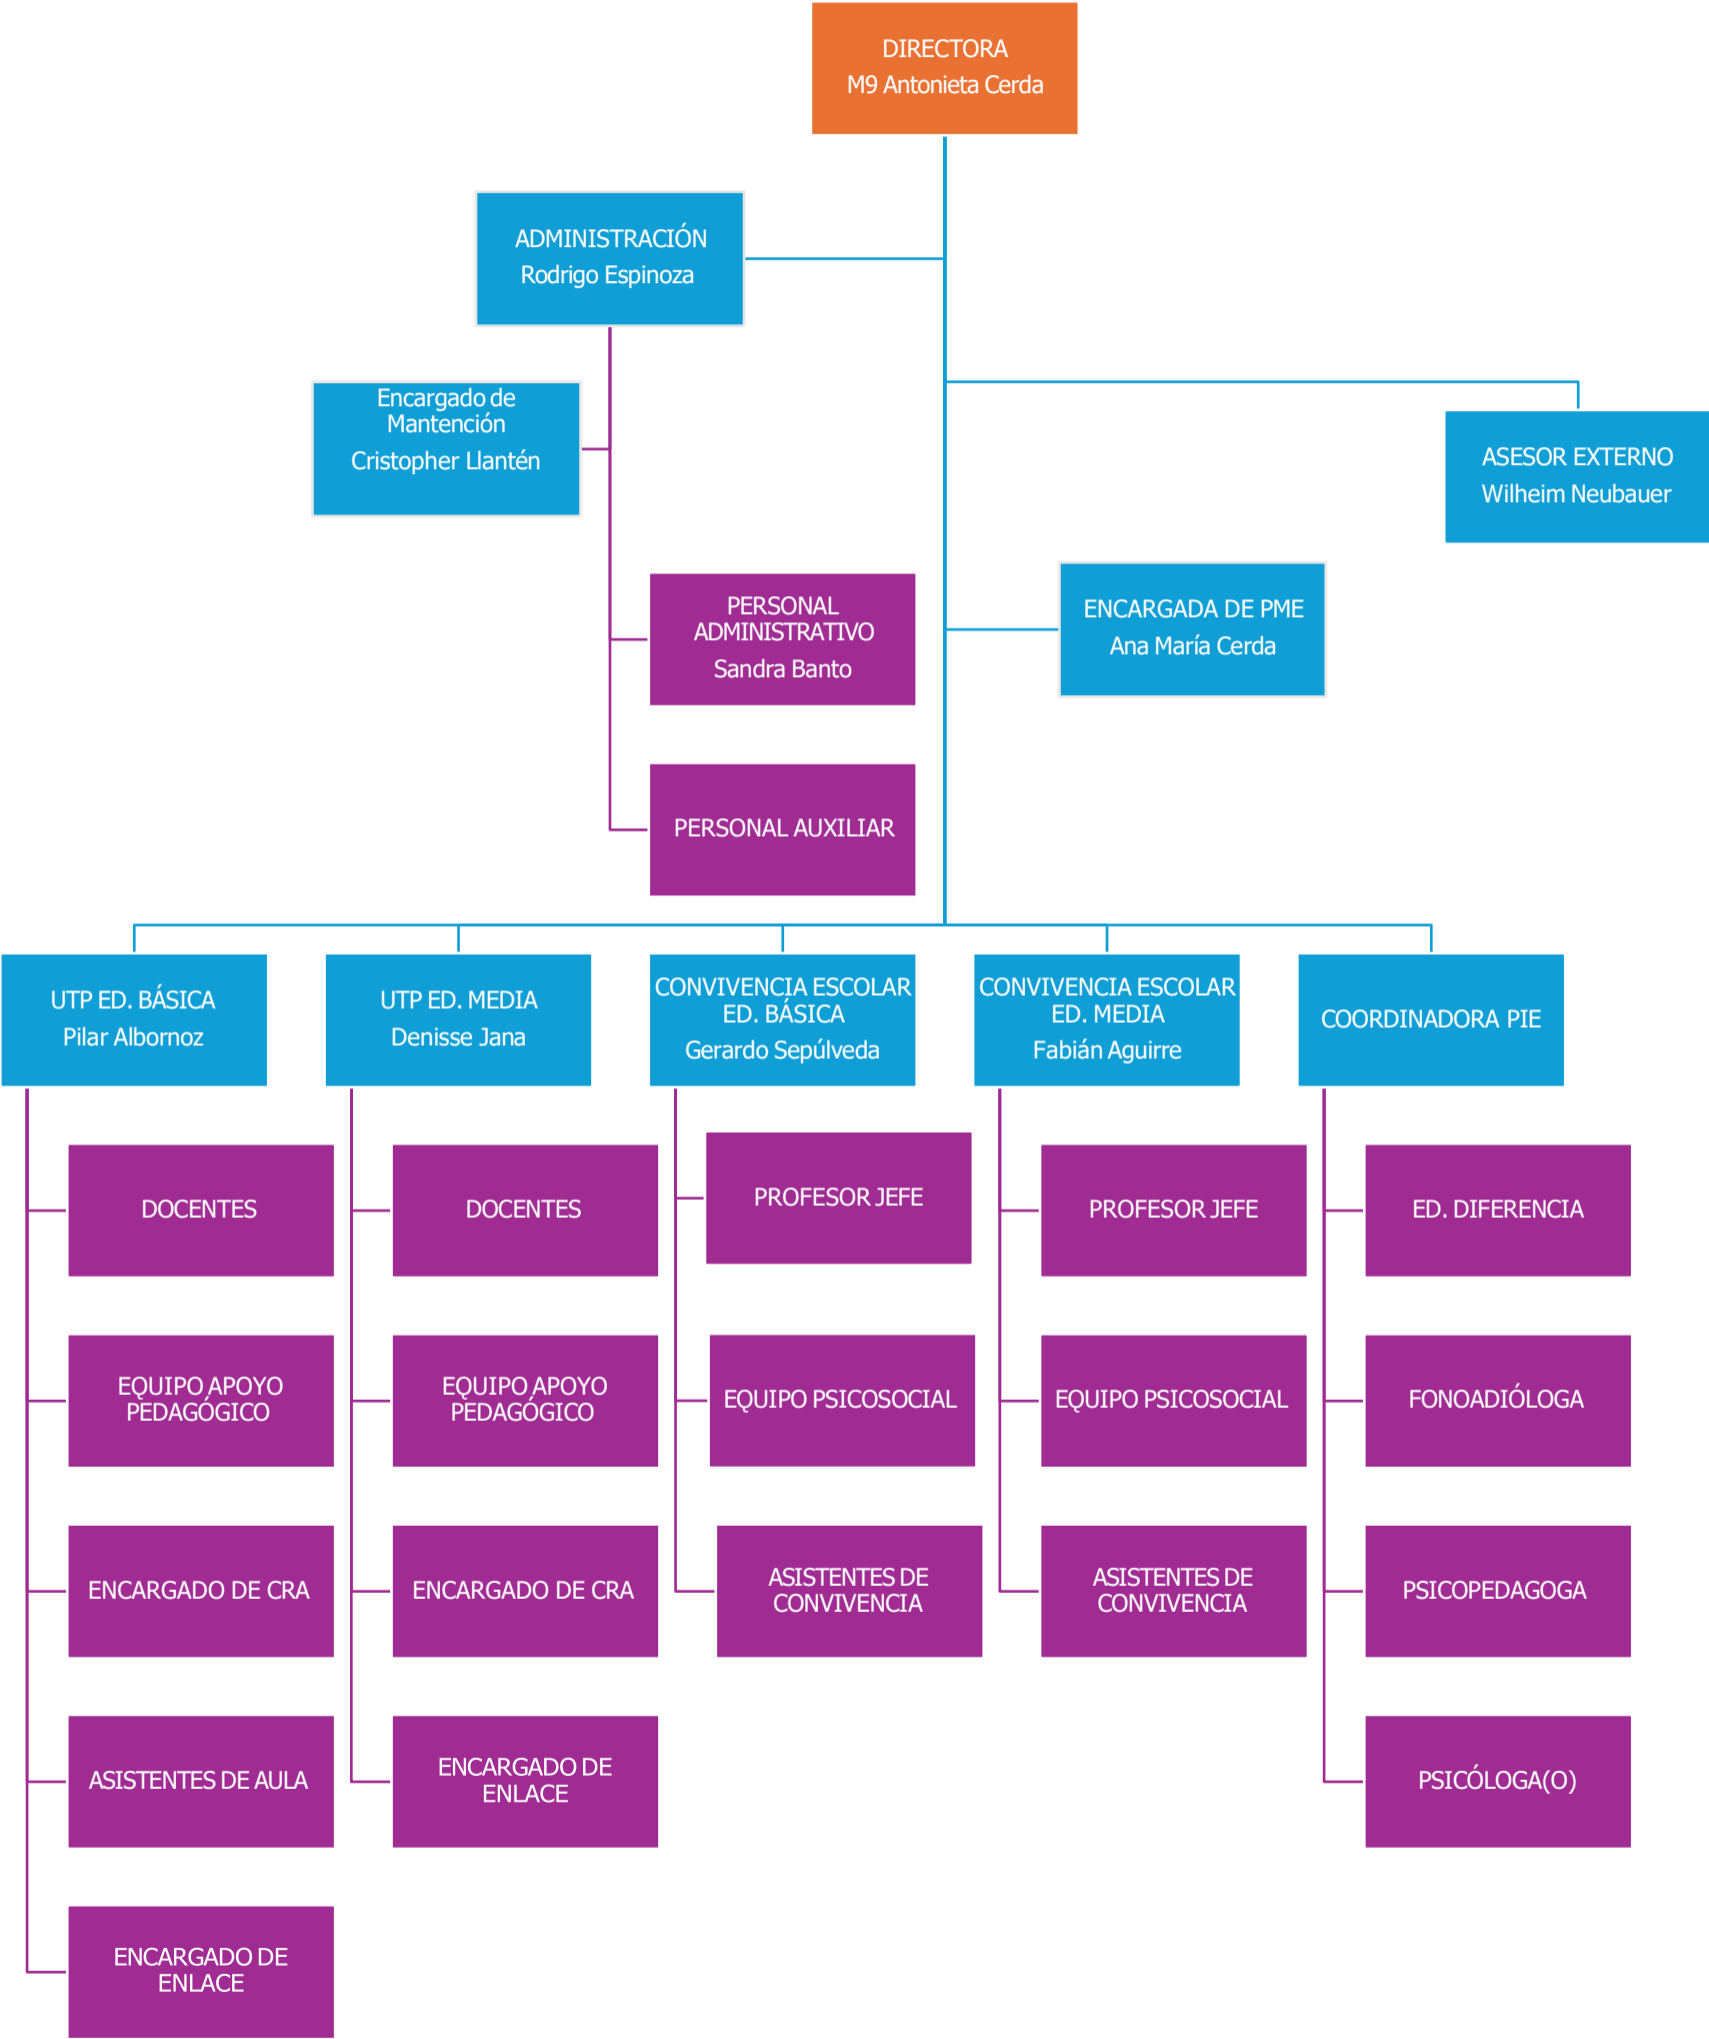 DIRECTORA
M9 Antonieta Cerda
ADMINISTRACIÓN
Rodrigo Espinoza
Encargado de
Mantención
Cristopher Llantén
ASESOR EXTERNO
Wilheim Neubauer
PERSONAL
ADMINISTRATIVO
Sandra Banto
ENCARGADA DE PME
Ana María Cerda
PERSONAL AUXILIAR
UTP ED. BÁSICA
Pilar Albornoz
UTP ED. MEDIA
Denisse Jana
CONVIVENCIA ESCOLAR
ED. BÁSICA
Gerardo Sepúlveda
CONVIVENCIA ESCOLAR
ED. MEDIA
Fabián Aguirre
COORDINADORA PIE
DOCENTES
DOCENTES
PROFESOR JEFE
PROFESOR JEFE
ED. DIFERENCIA
EQUIPO APOYO
PEDAGÓGICO
EQUIPO APOYO
PEDAGÓGICO
EQUIPO PSICOSOCIAL
EQUIPO PSICOSOCIAL
FONOADIÓLOGA
ENCARGADO DE CRA
ENCARGADO DE CRA
ASISTENTES DE
CONVIVENCIA
ASISTENTES DE
CONVIVENCIA
PSICOPEDAGOGA
ASISTENTES DE AULA
ENCARGADO DE
ENLACE
PSICÓLOGA(O)
ENCARGADO DE
ENLACE